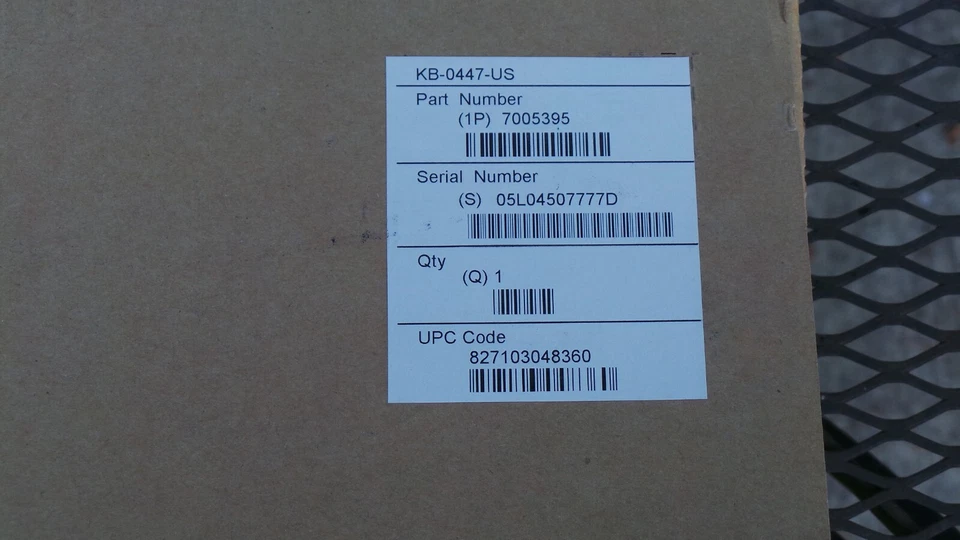 KB-0447-US
Part Number
(1P) 7005395
Serial Number
(S) 05L04507777D
Qty
(Q) 1
UPC Code
827103048360